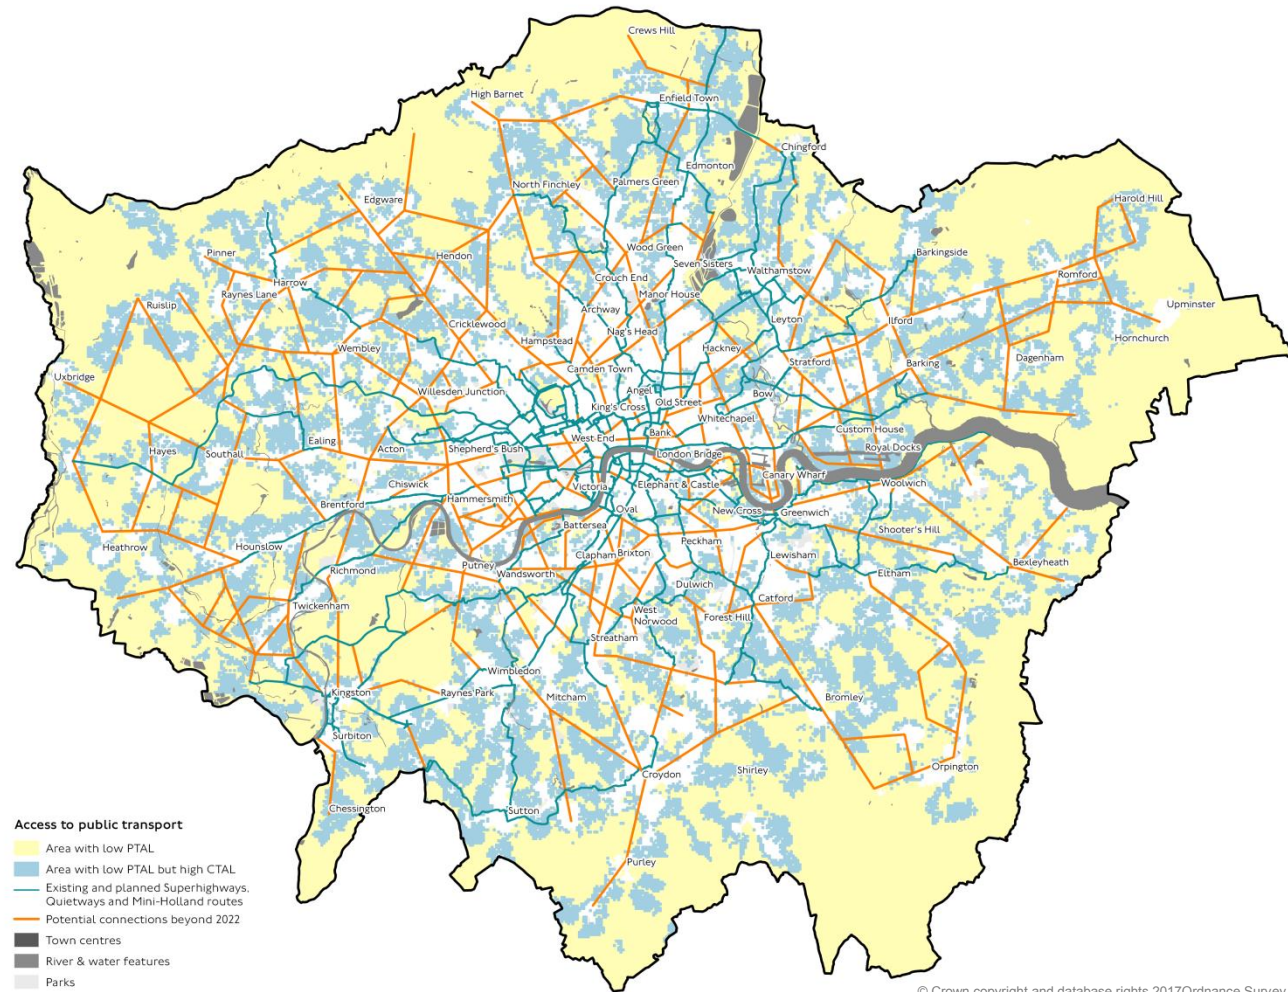 Crews Hill
High Barnet
Enfield Town
Chingford
Edmonton
North Finchley
Palmers Green
Edgware
Harold Hill
Wood Green
Pinner
Hendon
Barkingside
Seven Sisters
Walthamstow
Romford
Crouch End
Harrow
Raynes Lane
Manor House
Ruislip
Upminster
Archway
Leyton
Ilford
Cricklewood
Nag's Head
Hornchurch
Hampstead
Wembley
Hackney
Dagenham
Stratford
Barking
Camden Town
Uxbridge
Willesden Junction
Angel
Bow
King's Cross
Old Street
Whitechapel
Custom House
West End
Bank
Ealing
Acton
Shepherd's Bush
Royal Docks
Hayes
Southall
London Bridge
Canary Wharf
Chiswick
Victoria
Elephant & Castle
Woolwich
Hammersmith
Brentford
Oval
New Cross
Greenwich
Battersea
Shooter's Hill
Peckham
Heathrow
Hounslow
Clapham
Brixton
Lewisham
Bexleyheath
Putney
Richmond
Wandsworth
Eltham
Dulwich
Catford
Twickenham
West
Norwood
Forest Hill
Streatham
Wimbledon
Kingston
Raynes Park
Mitcham
Bromley
Surbiton
Orpington
Shirley
Croydon
Chessington
Sutton
Purley
Access to public transport
Area with low PTAL
Area with low PTAL but high CTAL
Existing and planned Superhighways,
Quietways and Mini-Holland routes
Potential connections beyond 2022
Town centres
River & water features
Parks
© Crown copyright and database rights 2017Ordnance Survey